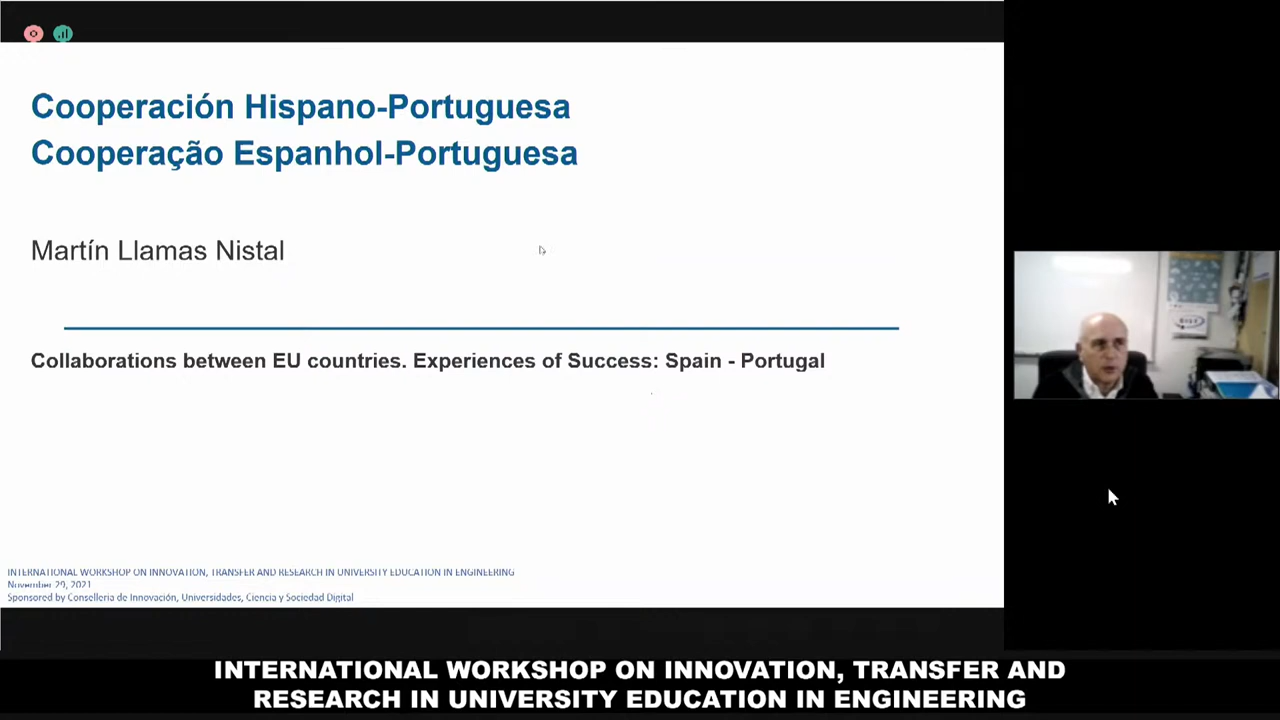 Cooperación Hispano-Portuguesa
Cooperação Espanhol-Portuguesa
Martín Llamas Nistal
Collaborations between EU countries. Experiences of Success: Spain - Portugal
INTERNATIONAL WORKSHOP ON INNOVATION, TRANSFER AND RESEARCH IN UNIVERSITY EDUCATION IN ENGINEERING
November 29, 2021
Sponsored by Conselleria de Innovación, Universidades, Ciencia y Sociedad Digital
INTERNATIONAL WORKSHOP ON INNOVATION, TRANSFER AND
RESEARCH IN UNIVERSITY EDUCATION IN ENGINEERING